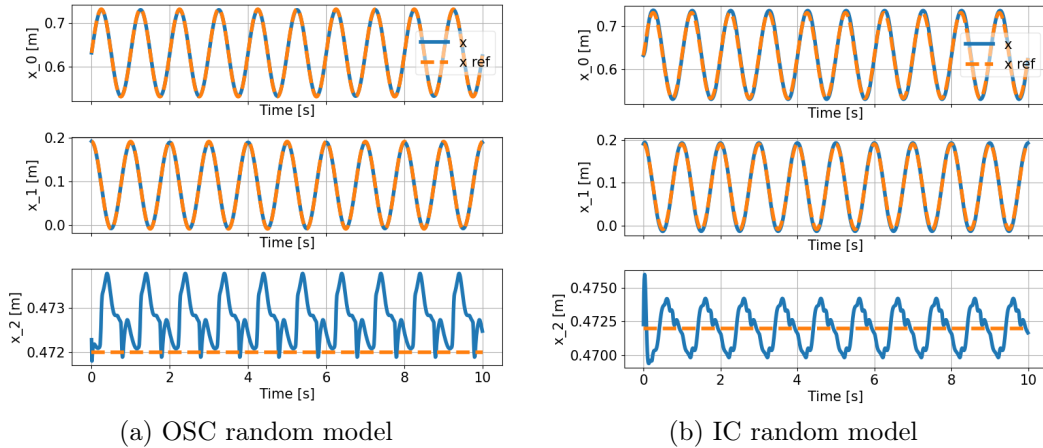 x_0 [m]
0.7
0.6
x
x ref
Time [s]
x_1 [m]
0.2
0.1
0.0
Time [s]
x_2 [m]
0.473
0.472
0 2 4 6 8 10
Time [s]
(a) OSC random model
x_0 [m]
0.7
0.6
x
x ref
Time [s]
x_1 [m]
0.2
0.1
0.0
Time [s]
x_2 [m]
0.4750
0.4725
0.4700
0 2 4 6 8 10
Time [s]
(b) IC random model